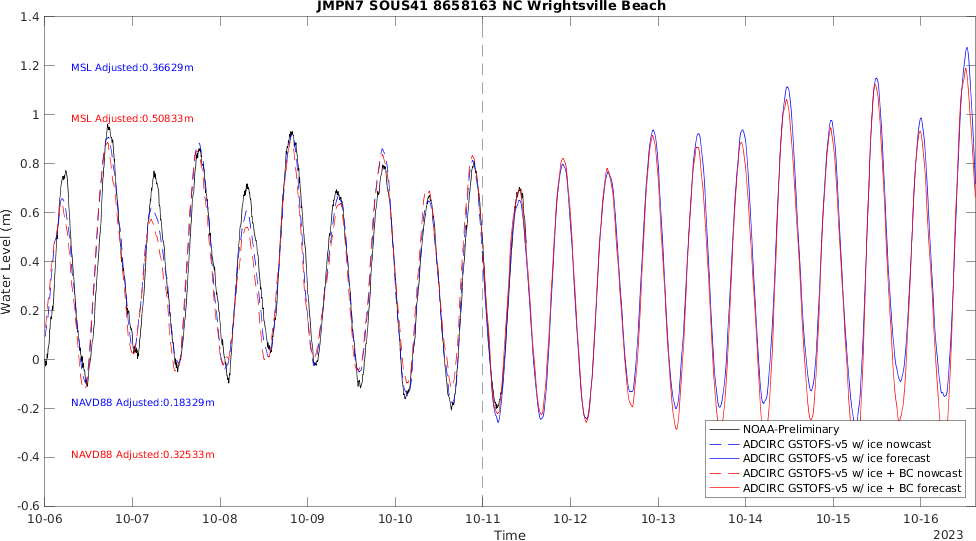 JMPN7 SOUS41 8658163 NC Wrightsville Beach
1.4
1.2
1
0.8
0.6
0.4
0.2
0
-0.2
-0.4
-0.6
Water Level (m)
MSL Adjusted:0.36629m
MSL Adjusted:0.50833m
NAVD88 Adjusted:0.18329m
NAVD88 Adjusted:0.32533m
NOAA-Preliminary
ADCIRC GSTOFS-v5 w/ ice nowcast
ADCIRC GSTOFS-v5 w/ ice forecast
ADCIRC GSTOFS-v5 w/ ice + BC nowcast
ADCIRC GSTOFS-v5 w/ ice + BC forecast
10-06 10-07 10-08 10-09 10-10 10-11 10-12 10-13 10-14 10-15 10-16
Time
2023